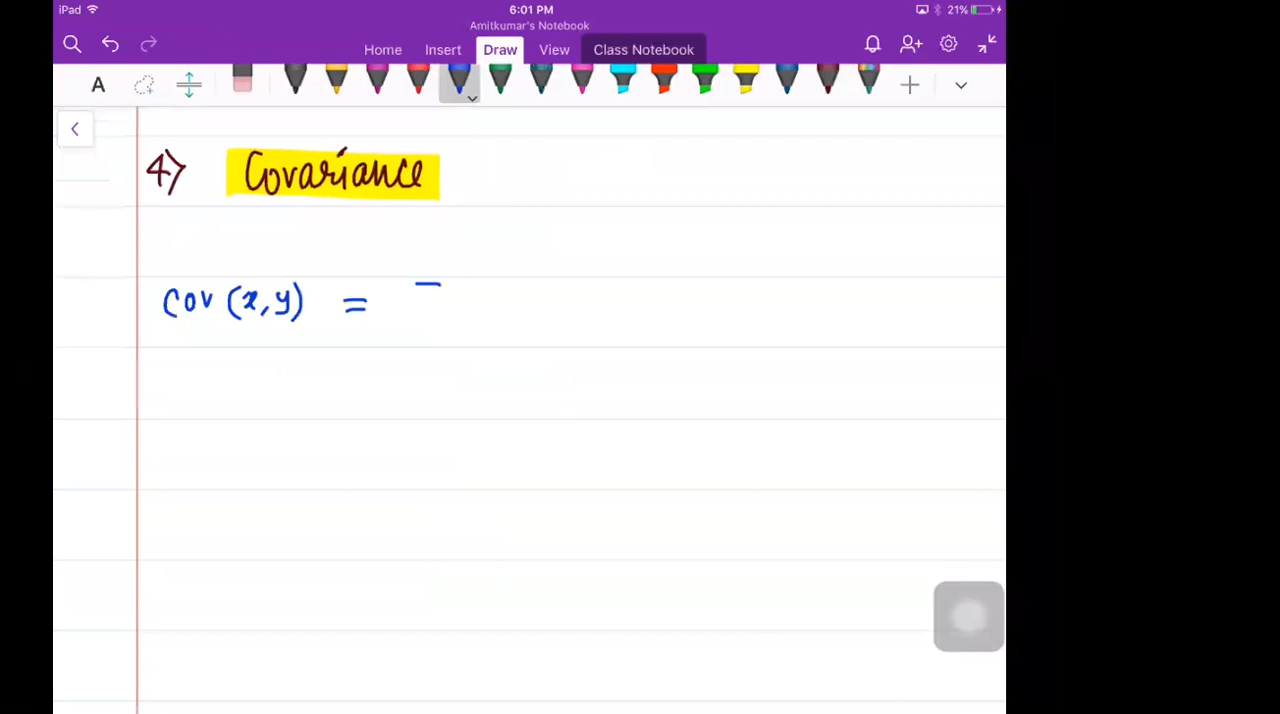 iPad 6:01 PM 21%
Amitkumar's Notebook
Home Insert Draw View Class Notebook
A
4) Covariance
Cov (x,y) =